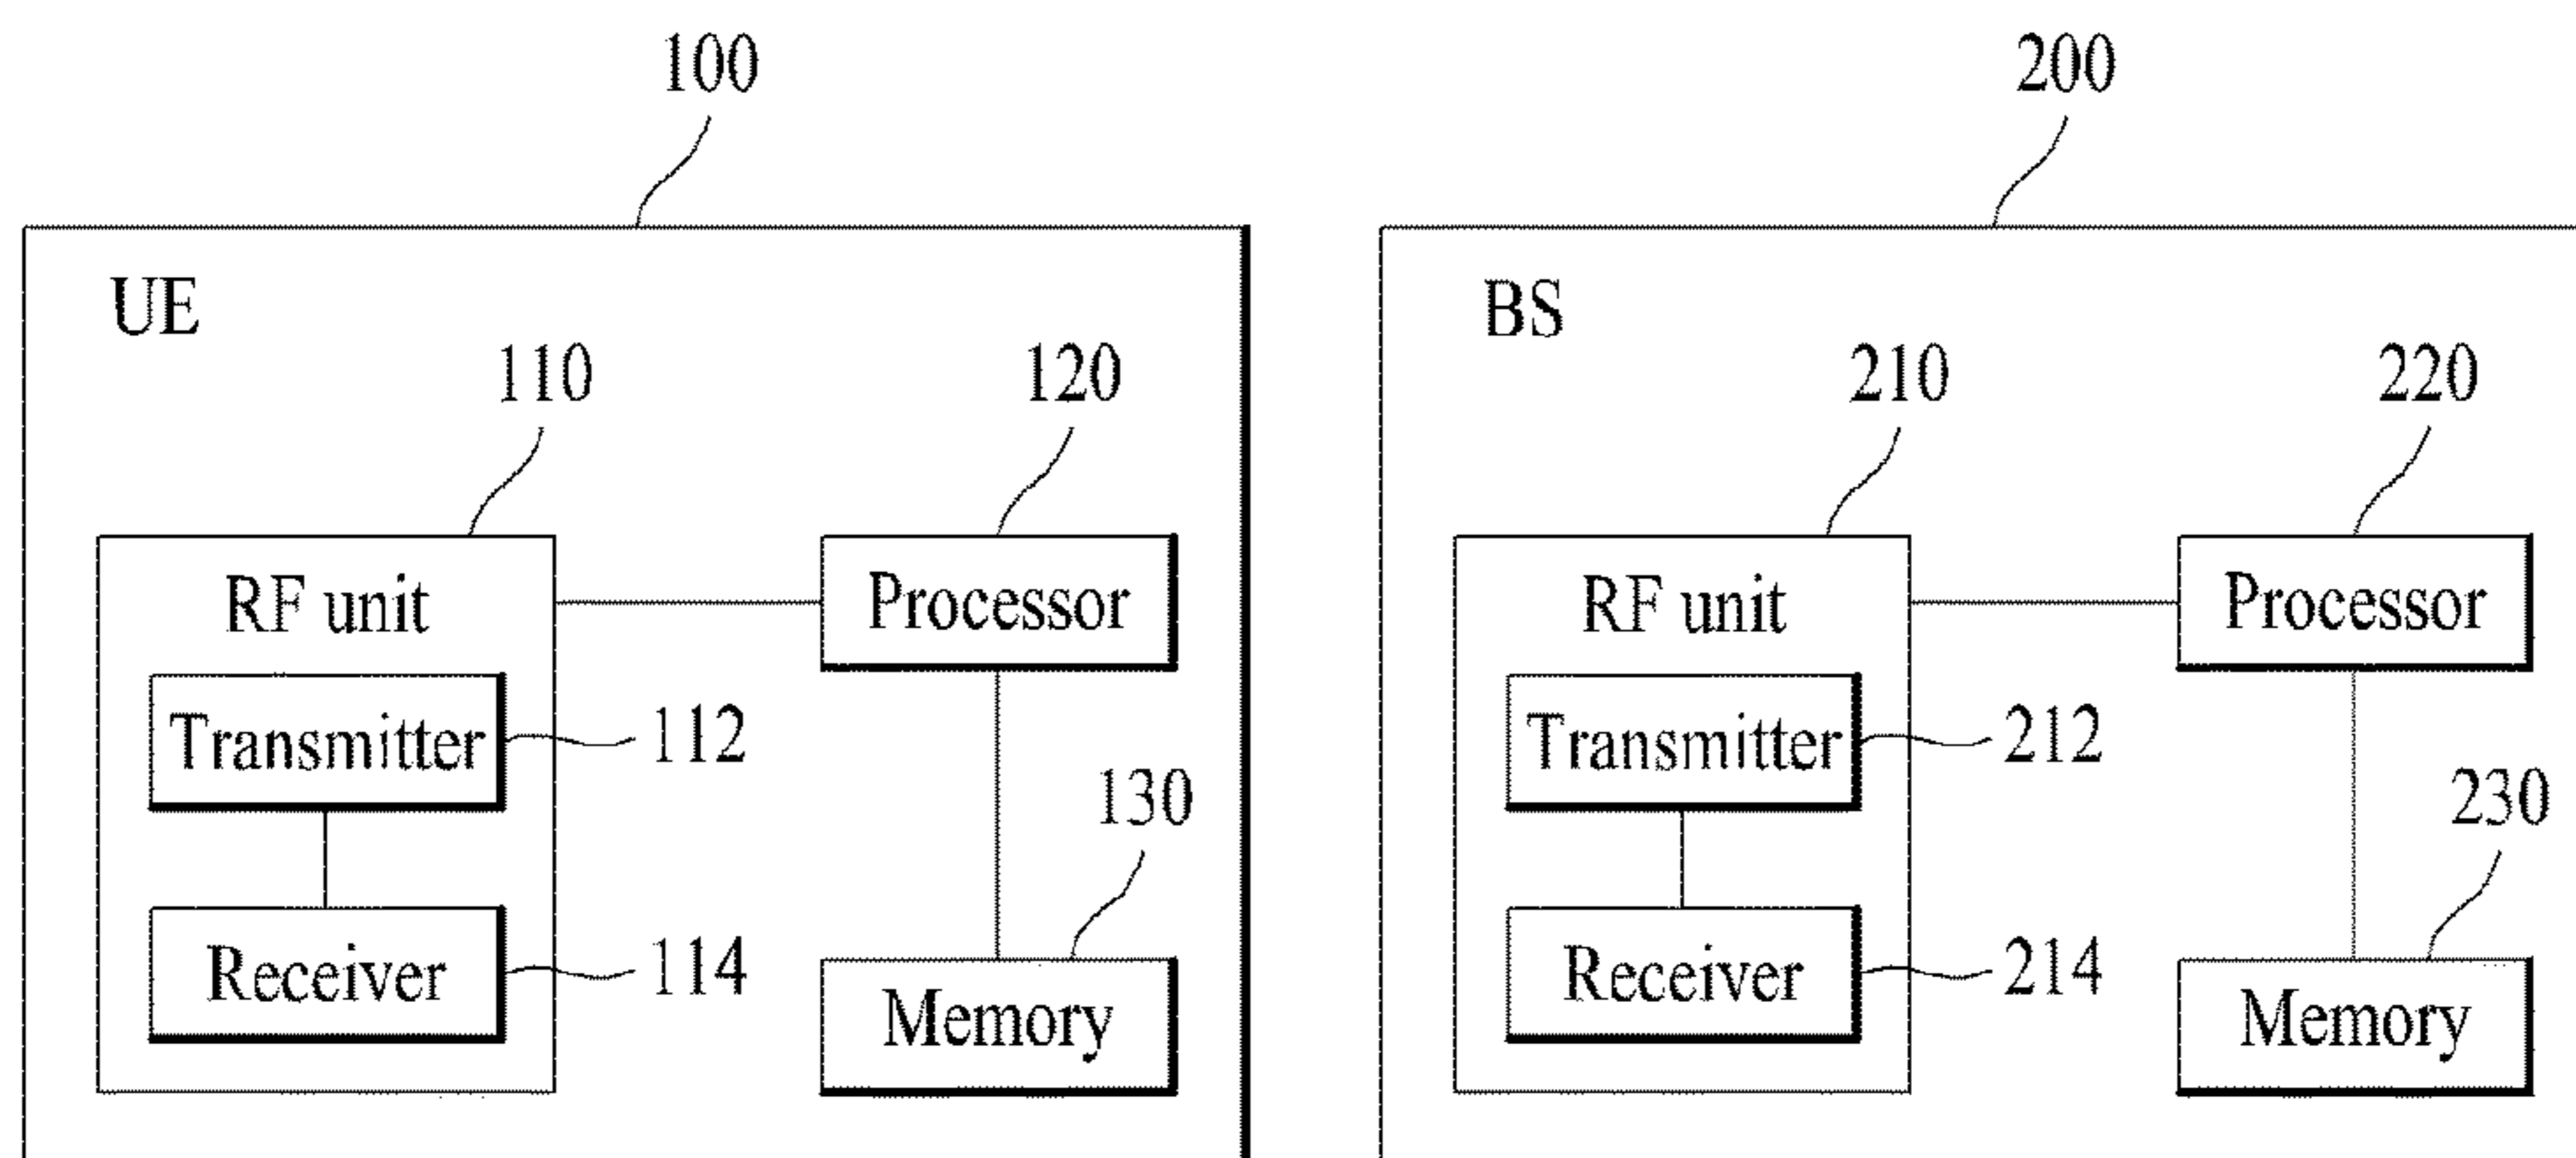 100
UE
110
120
RF unit
Processor
Transmitter
112
130
Receiver
114
Memory
200
BS
210
220
RF unit
Processor
Transmitter
212
230
Receiver
214
Memory